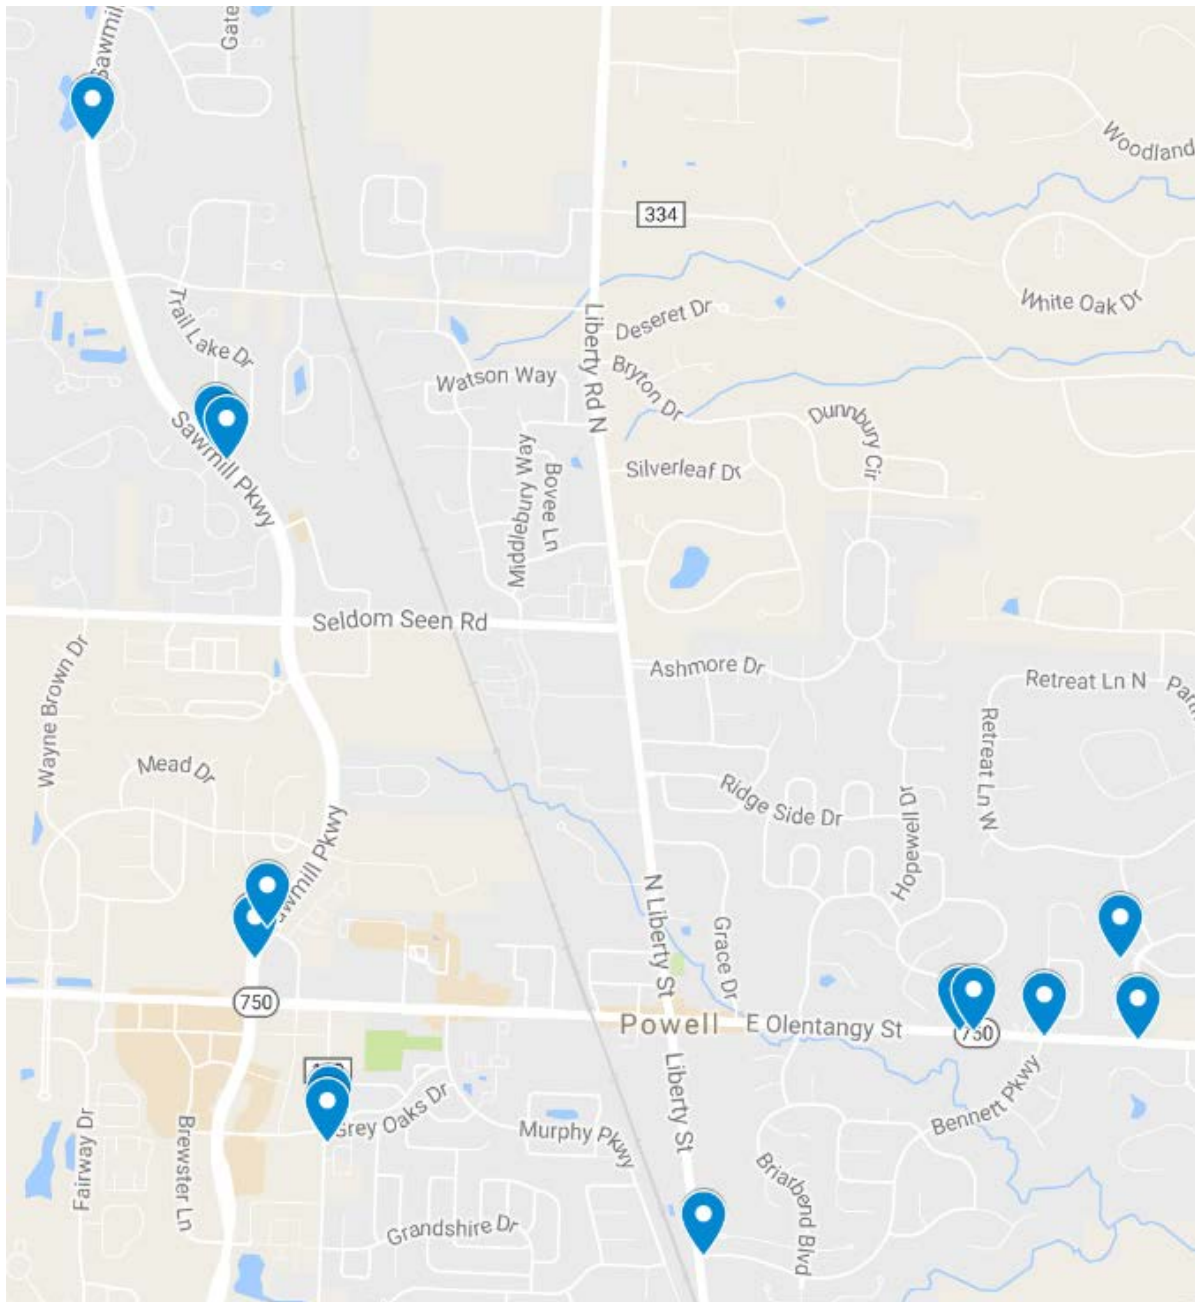 Sawmil
Gate
Woodland
334
White Oak Dr
Trail Lake Dr
Deseret Dr
Liberty Rd N
Bryton Dr
Watson Way
Dunnbury Cir
Sawmill Pkwy
Middlebury Way
Bovee Ln
Silverleaf Dr
Seldom Seen Rd
Ashmore Dr
Retreat Ln N
Wayne Brown Dr
Retreat Ln W
Mead Dr
Ridge Side Dr
Hopewell Dr
wmill Pkwy
N Liberty St
Grace Dr
750
Powell
E Olentangy St
750
Liberty St
Bennett Pkwy
Grey Oaks Dr
Fairway Dr
Brewster Ln
Murphy Pkwy
Briarbend Blvd
Grandshire Dr